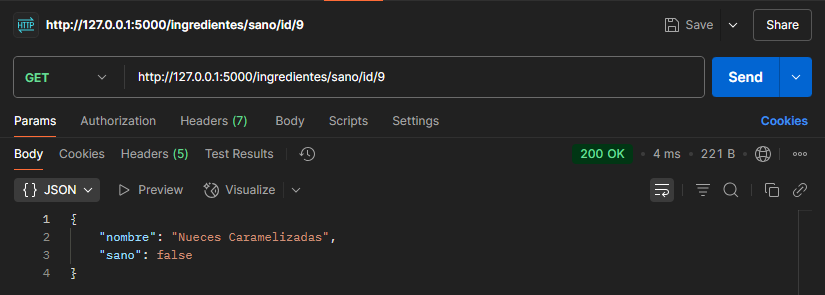 HTTP http://127.0.0.1:5000/ingredientes/sano/id/9 Save Share
GET http://127.0.0.1:5000/ingredientes/sano/id/9 Send
Params Authorization Headers (7) Body Scripts Settings Cookies
Body Cookies Headers (5) Test Results 200 OK • 4 ms • 221 B
{} JSON Preview Visualize
1 {
2 "nombre": "Nueces Caramelizadas",
3 "sano": false
4 }